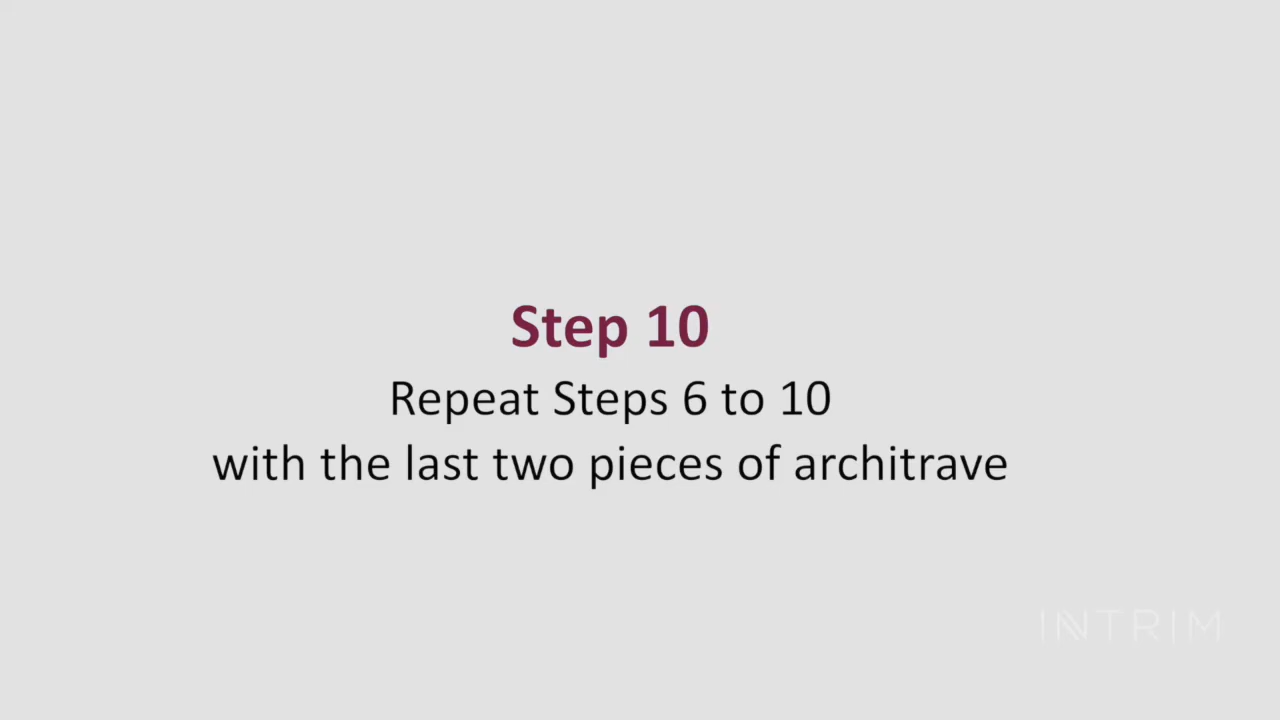 Step 10
Repeat Steps 6 to 10
with the last two pieces of architrave
INTRIM